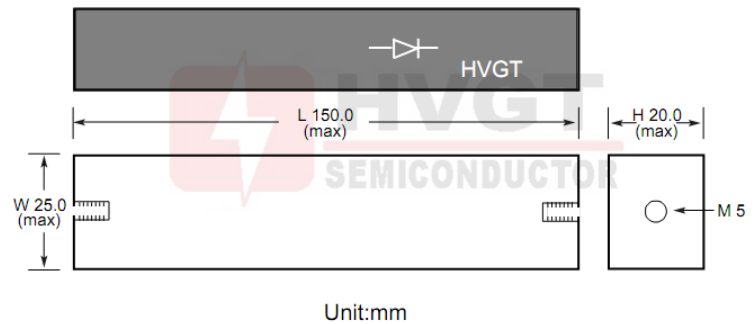 HVGT
L 150.0
(max)
H 20.0
(max)
HVGT
SEMICONDUCTOR
W 25.0
(max)
M 5
Unit:mm